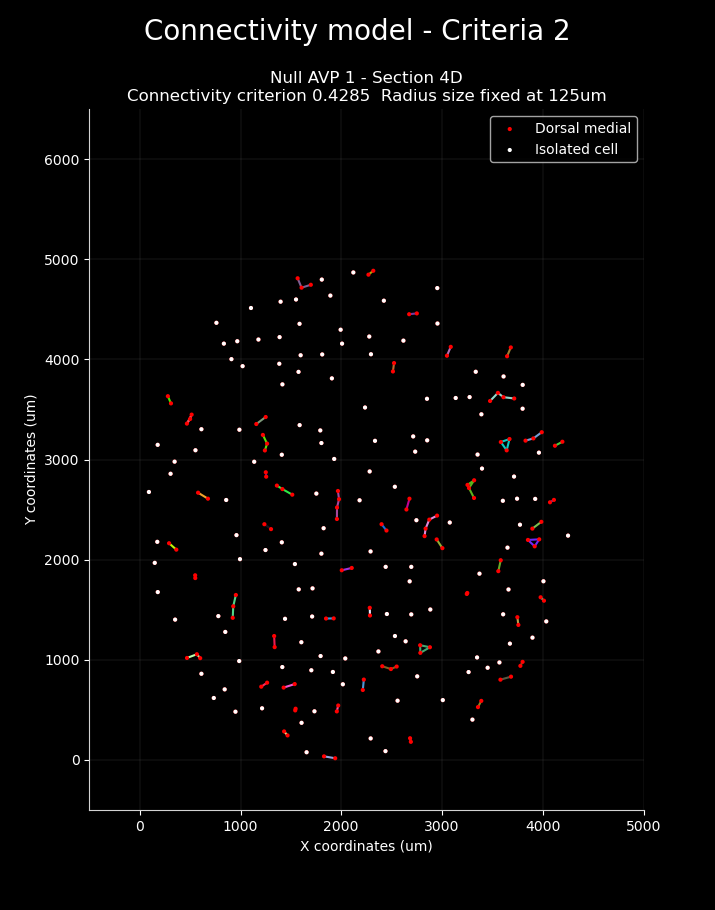 Connectivity model - Criteria 2
Null AVP 1 - Section 4D
Connectivity criterion 0.4285  Radius size fixed at 125um
Dorsal medial
Isolated cell
6000
5000
4000
3000
2000
1000
0
Y coordinates (um)
0 1000 2000 3000 4000 5000
X coordinates (um)